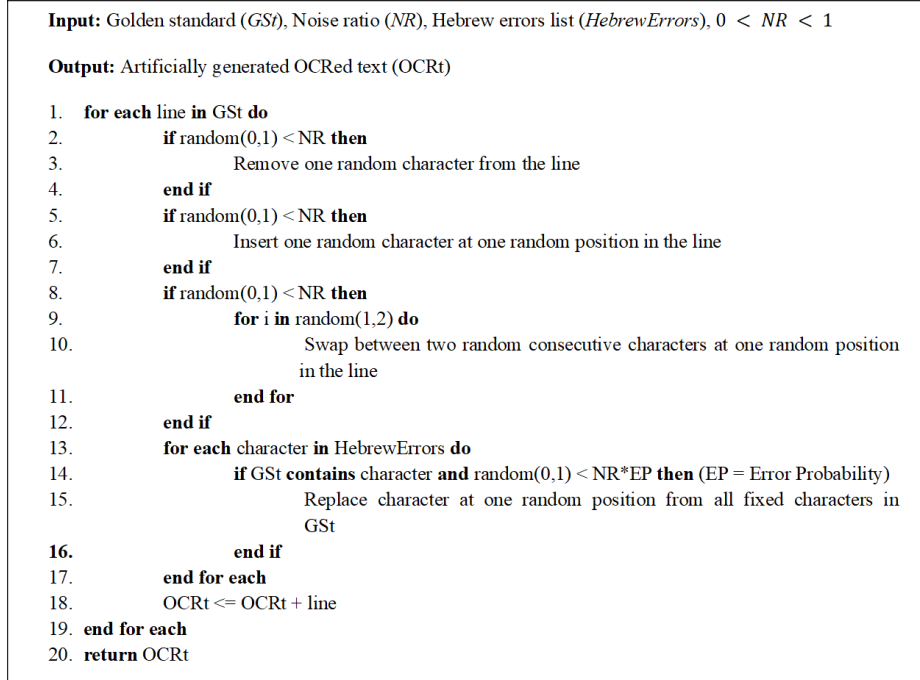 Input: Golden standard (GSt), Noise ratio (NR), Hebrew errors list (HebrewErrors), 0 < NR < 1
Output: Artificially generated OCRed text (OCRt)
1. for each line in GSt do
2. if random(0,1) < NR then
3. Remove one random character from the line
4. end if
5. if random(0,1) < NR then
6. Insert one random character at one random position in the line
7. end if
8. if random(0,1) < NR then
9. for i in random(1,2) do
10. Swap between two random consecutive characters at one random position
in the line
11. end for
12. end if
13. for each character in HebrewErrors do
14. if GSt contains character and random(0,1) < NR*EP then (EP = Error Probability)
15. Replace character at one random position from all fixed characters in
GSt
16. end if
17. end for each
18. OCRt <= OCRt + line
19. end for each
20. return OCRt